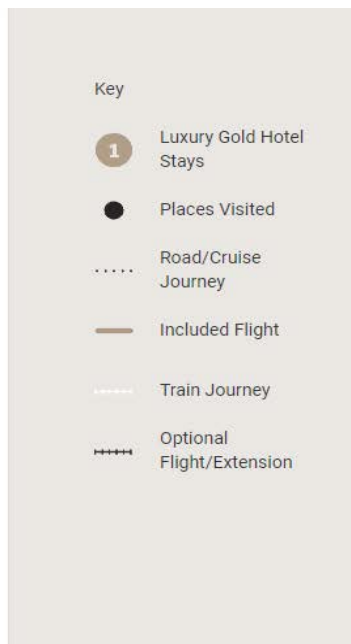 Key
1
Luxury Gold Hotel
Stays
Places Visited
Road/Cruise
Journey
Included Flight
Train Journey
Optional
Flight/Extension